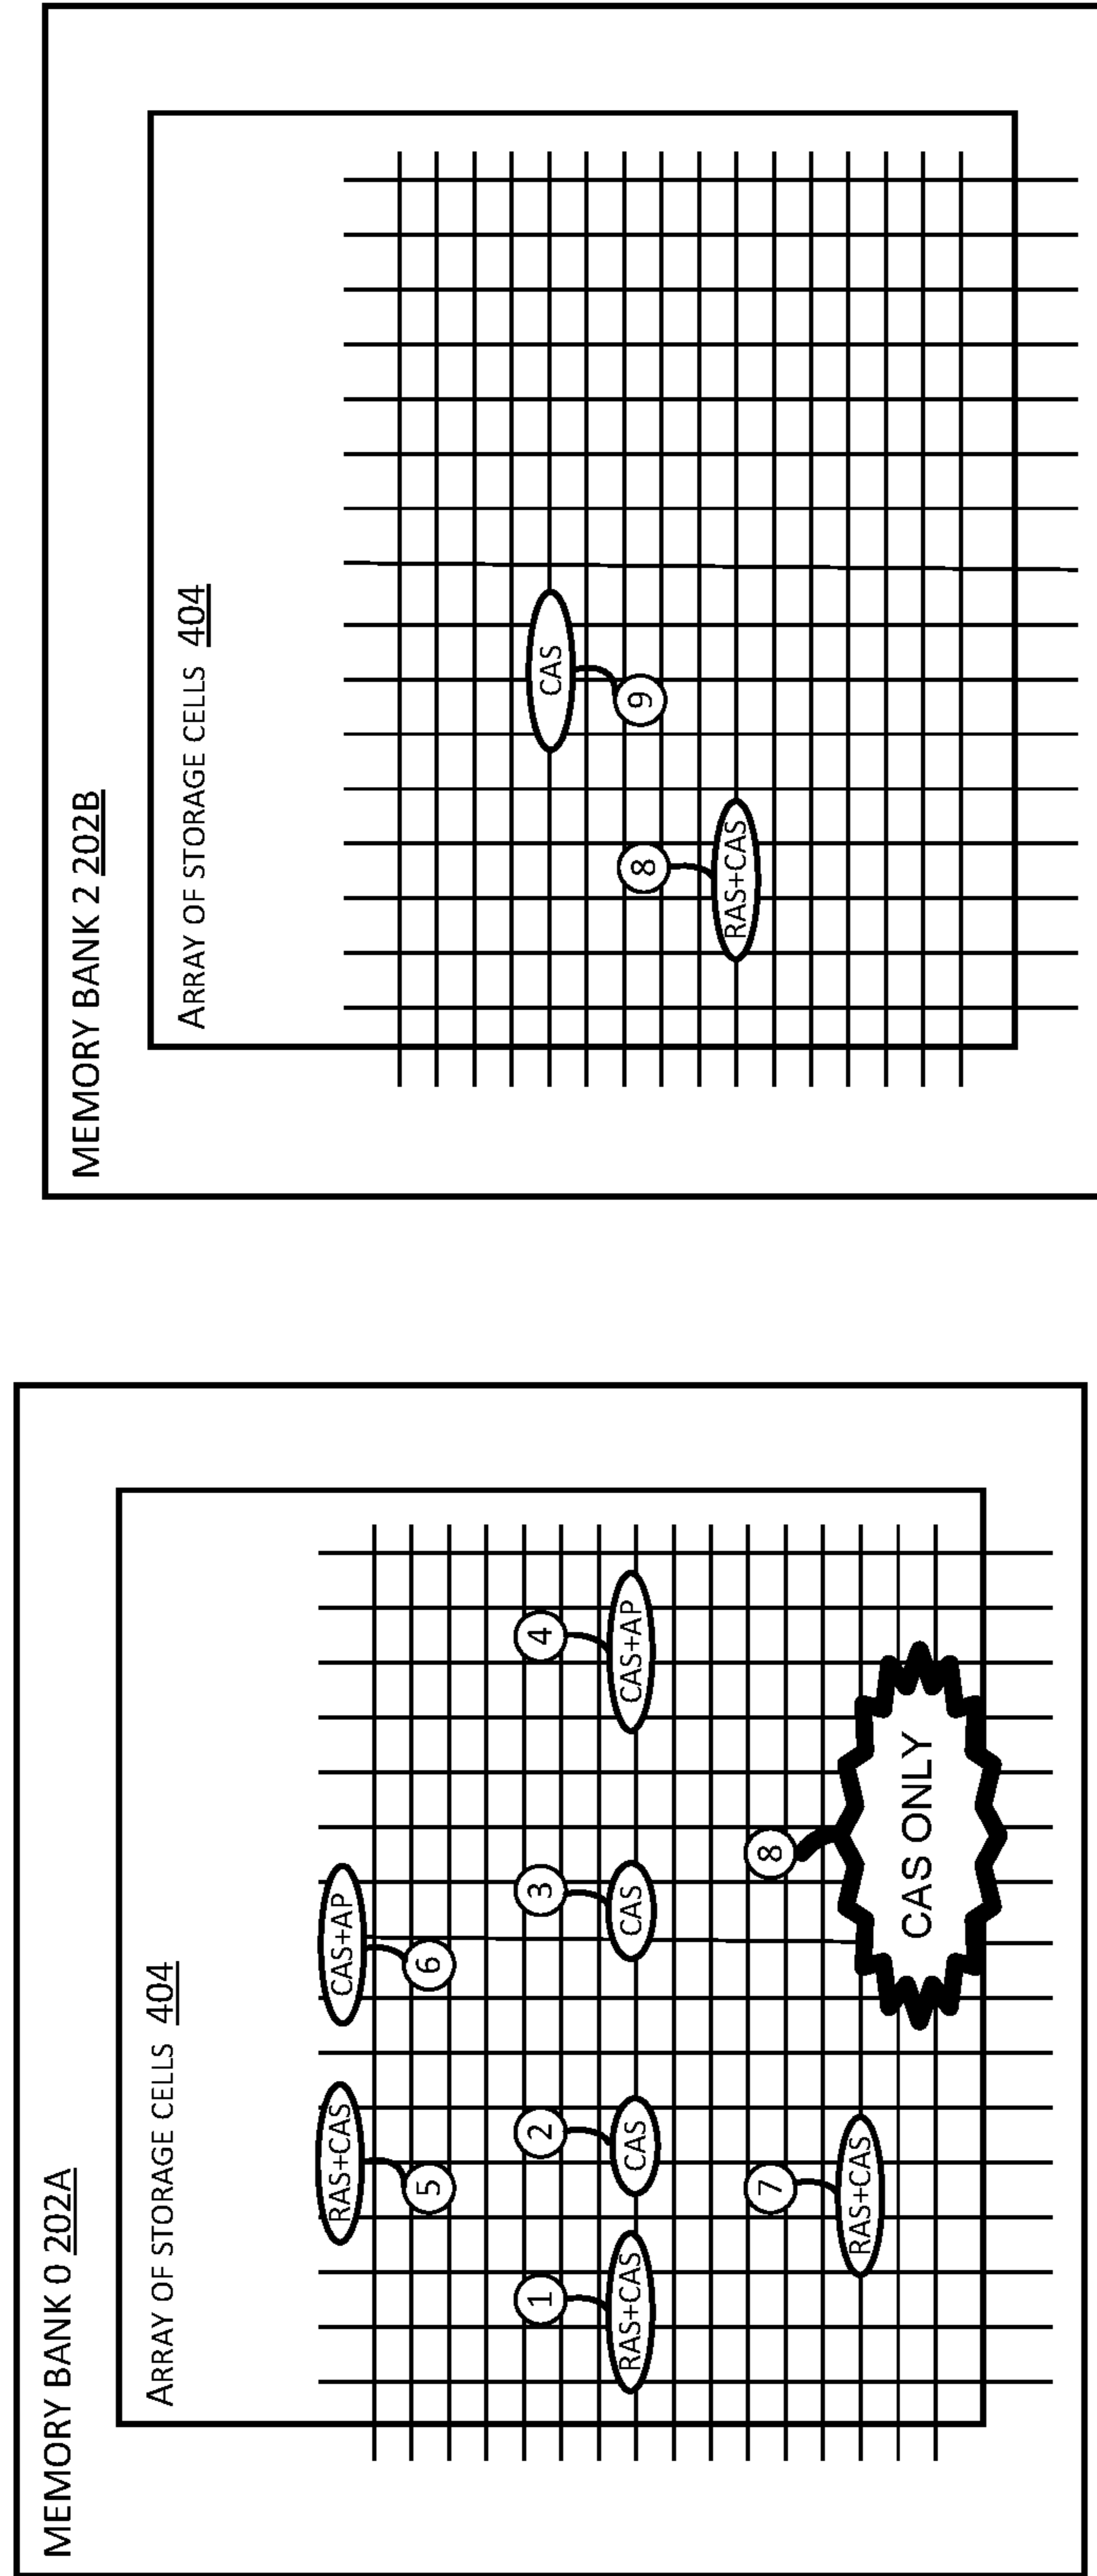 MEMORY BANK 0 202A
ARRAY OF STORAGE CELLS 404
RAS+CAS
5
CAS+AP
6
1
RAS+CAS
2
CAS
3
CAS
4
CAS+AP
7
RAS+CAS
8
CAS ONLY
MEMORY BANK 2 202B
ARRAY OF STORAGE CELLS 404
CAS
9
8
RAS+CAS